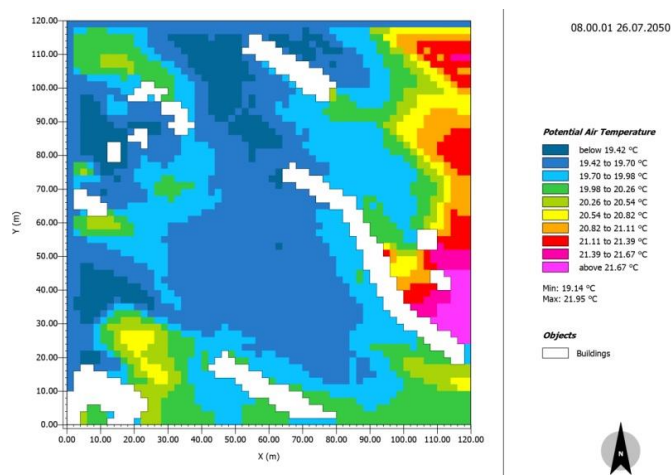 08.00.01 26.07.2050
120.00
110.00
100.00
90.00
80.00
70.00
60.00
50.00
40.00
30.00
20.00
10.00
0.00
Y (m)
0.00 10.00 20.00 30.00 40.00 50.00 60.00 70.00 80.00 90.00 100.00 110.00 120.00
X (m)
Potential Air Temperature
below 19.42 °C
19.42 to 19.70 °C
19.70 to 19.98 °C
19.98 to 20.26 °C
20.26 to 20.54 °C
20.54 to 20.82 °C
20.82 to 21.11 °C
21.11 to 21.39 °C
21.39 to 21.67 °C
above 21.67 °C
Min: 19.14 °C
Max: 21.95 °C
Objects
Buildings
N